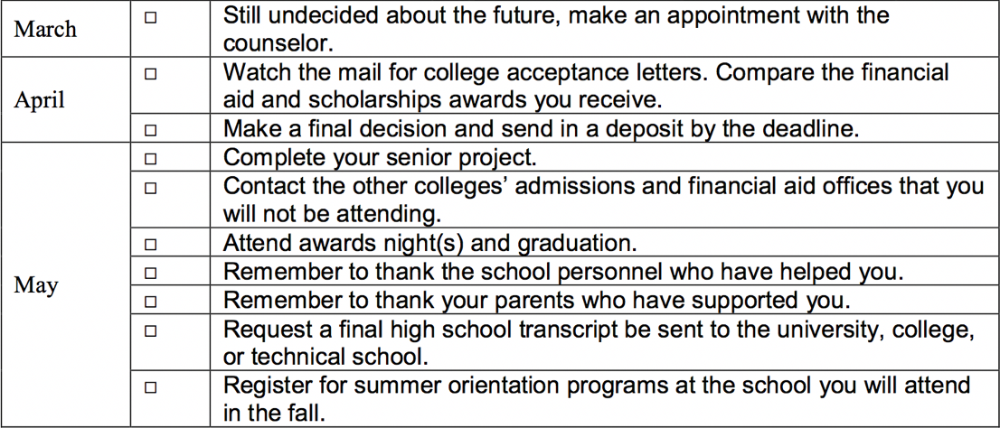 March
□ Still undecided about the future, make an appointment with the
counselor.
April
□ Watch the mail for college acceptance letters. Compare the financial
aid and scholarships awards you receive.
□ Make a final decision and send in a deposit by the deadline.
May
□ Complete your senior project.
□ Contact the other colleges’ admissions and financial aid offices that you
will not be attending.
□ Attend awards night(s) and graduation.
□ Remember to thank the school personnel who have helped you.
□ Remember to thank your parents who have supported you.
□ Request a final high school transcript be sent to the university, college,
or technical school.
□ Register for summer orientation programs at the school you will attend
in the fall.